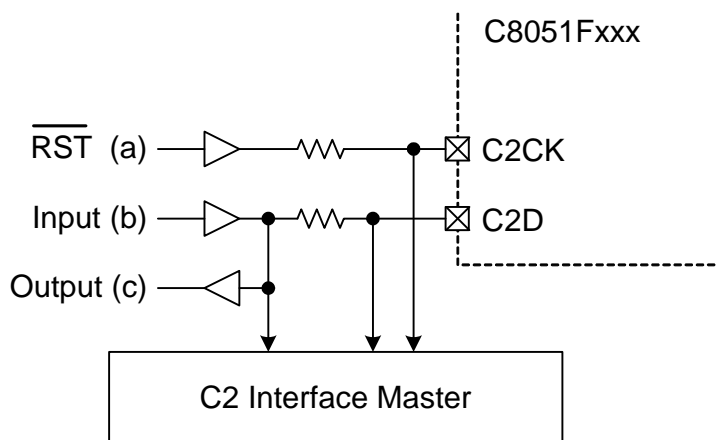 C8051Fxxx
RST (a)
C2CK
Input (b)
C2D
Output (c)
C2 Interface Master